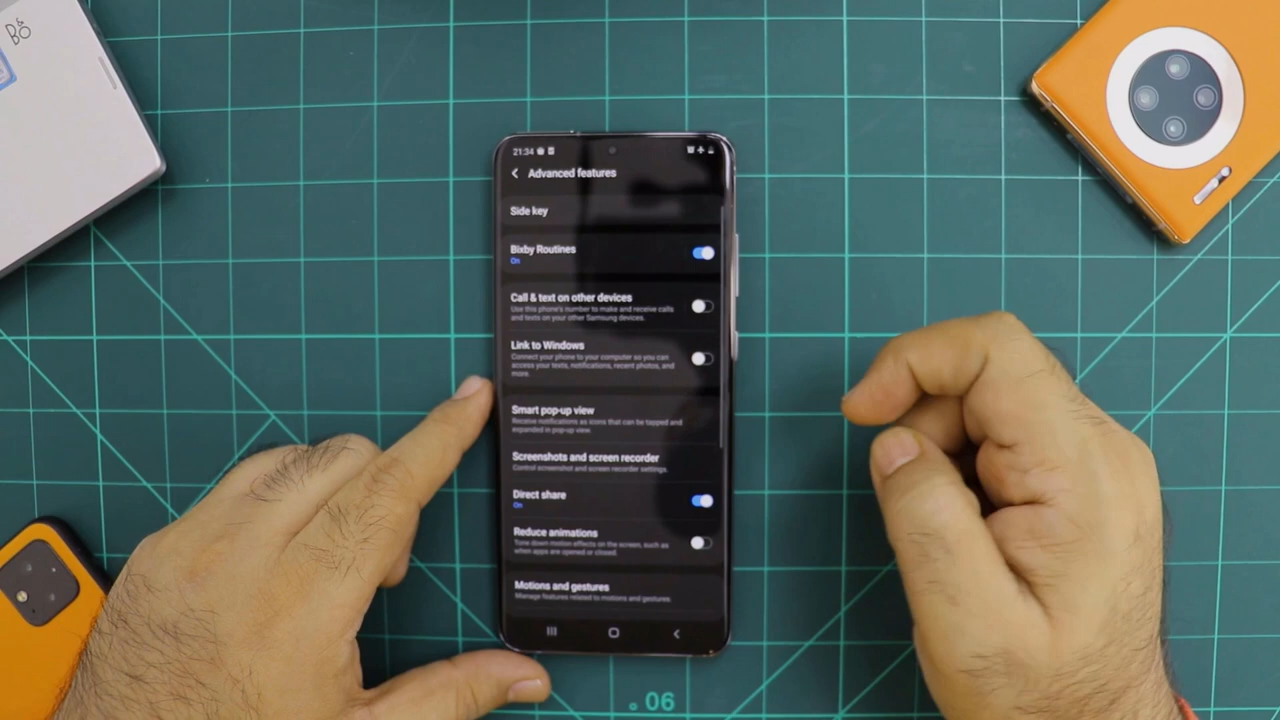 B&O
21:34
Advanced features
Side key
Bixby Routines
On
Call & text on other devices
Use this phone's number to make and receive calls
and texts on your other Samsung devices.
Link to Windows
Connect your phone to your computer so you can
access your texts, notifications, recent photos, and
more.
Smart pop-up view
Receive notifications as icons that can be tapped and
expanded in pop-up view.
Screenshots and screen recorder
Control screenshot and screen recorder settings.
Direct share
On
Reduce animations
Tone down motion effects on the screen, such as
when apps are opened or closed.
Motions and gestures
Manage features related to motions and gestures.
06